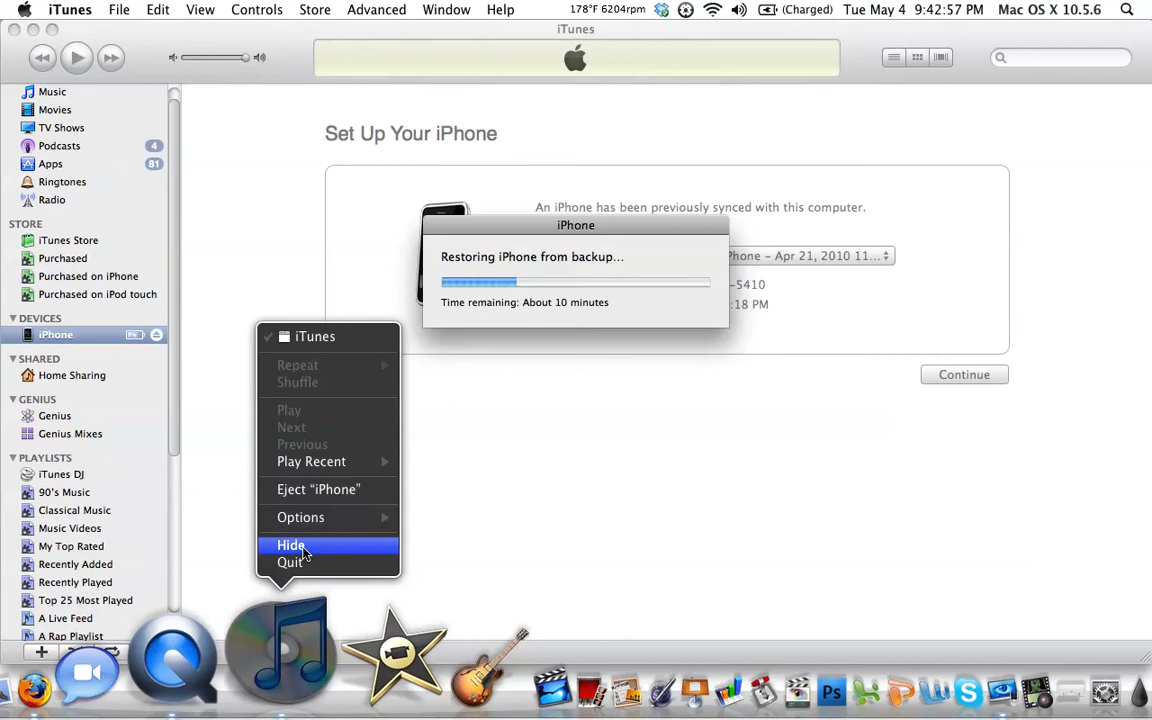 iTunes File Edit View Controls Store Advanced Window Help 178°F 6204rpm (Charged) Tue May 4 9:42:57 PM Mac OS X 10.5.6
iTunes
Music
Movies
TV Shows
Podcasts 4
Apps 81
Ringtones
Radio
STORE
iTunes Store
Purchased
Purchased on iPhone
Purchased on iPod touch
DEVICES
iPhone
SHARED
Home Sharing
GENIUS
Genius
Genius Mixes
PLAYLISTS
iTunes DJ
90's Music
Classical Music
Music Videos
My Top Rated
Recently Added
Recently Played
Top 25 Most Played
A Live Feed
A Rap Playlist
Set Up Your iPhone
An iPhone has been previously synced with this computer.
Phone – Apr 21, 2010 11...
-5410
:18 PM
Continue
iPhone
Restoring iPhone from backup...
Time remaining: About 10 minutes
iTunes
Repeat
Shuffle
Play
Next
Previous
Play Recent
Eject “iPhone”
Options
Hide
Quit
Ps